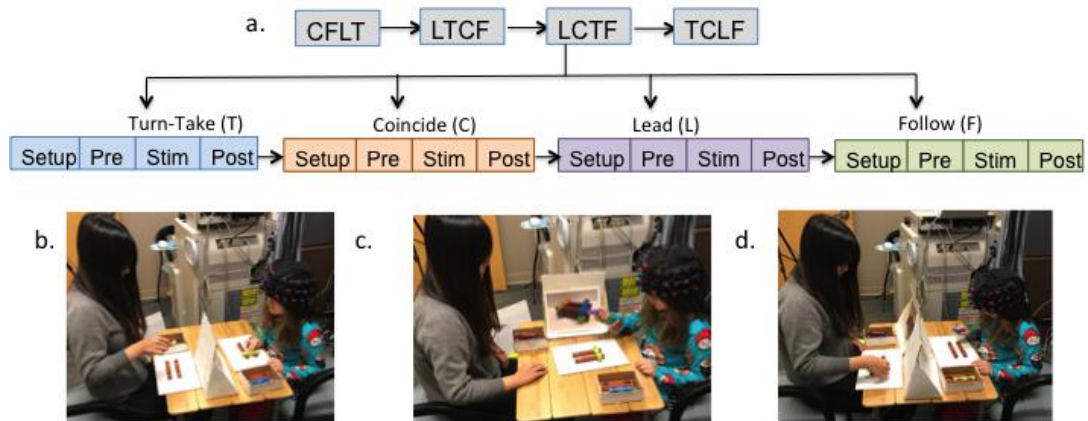 a.
CFLT LTCF LCTF TCLF
Turn-Take (T) Coincide (C) Lead (L) Follow (F)
Setup Pre Stim Post Setup Pre Stim Post Setup Pre Stim Post Setup Pre Stim Post
b. c. d.